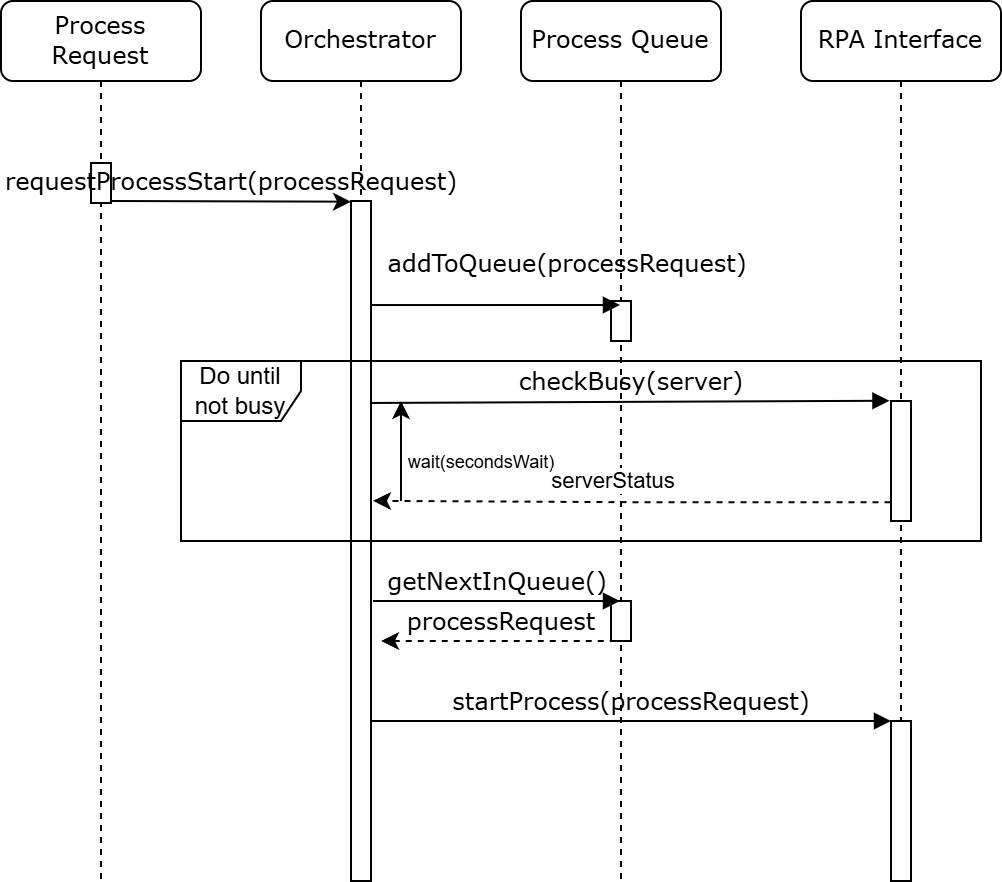 Process
Request
Orchestrator
Process Queue
RPA Interface
requestProcessStart(processRequest)
addToQueue(processRequest)
Do until
not busy
checkBusy(server)
wait(secondsWait)
serverStatus
getNextInQueue()
processRequest
startProcess(processRequest)